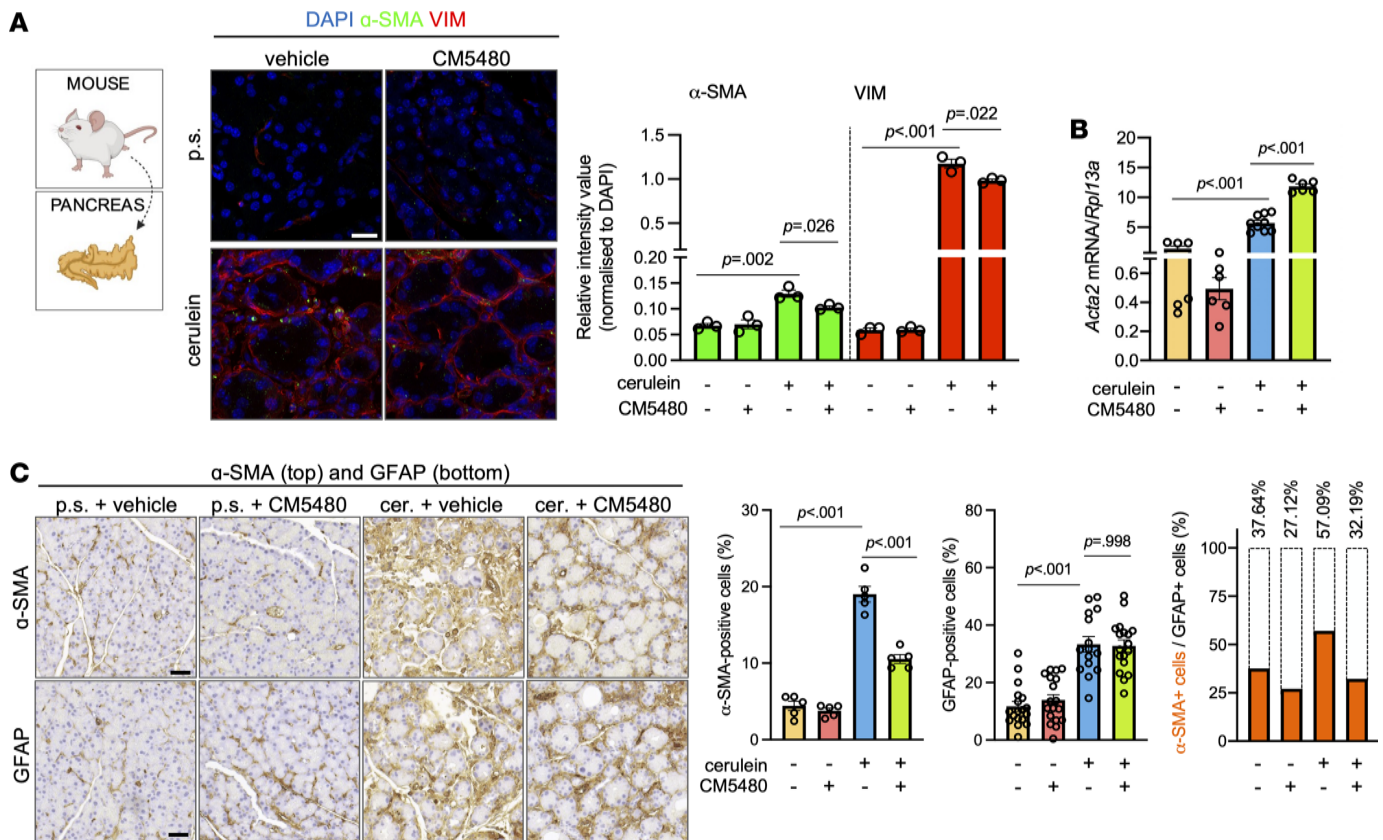 A
DAPI α-SMA VIM
vehicle CM5480
MOUSE
PANCREAS
p.s.
cerulein
α-SMA VIM
Relative intensity value
(normalised to DAPI)
1.5
1.0
0.5
0.20
0.15
0.10
0.05
0.00
p=.002
p=.026
p<.001
p=.022
cerulein - - + + - - + +
CM5480 - + - + - + - +
B
Acta2 mRNA/Rpl13a
20
15
10
5
0.6
0.4
0.2
0.0
p<.001
p<.001
cerulein - - + +
CM5480 - + - +
C
α-SMA (top) and GFAP (bottom)
p.s. + vehicle p.s. + CM5480 cer. + vehicle cer. + CM5480
α-SMA
GFAP
α-SMA-positive cells (%)
30
20
10
0
p<.001
p<.001
cerulein - - + +
CM5480 - + - +
GFAP-positive cells (%)
80
60
40
20
0
p<.001
p=.998
- - + +
- + - +
α-SMA+ cells / GFAP+ cells (%)
100
75
50
25
0
37.64%
27.12%
57.09%
32.19%
- - + +
- + - +